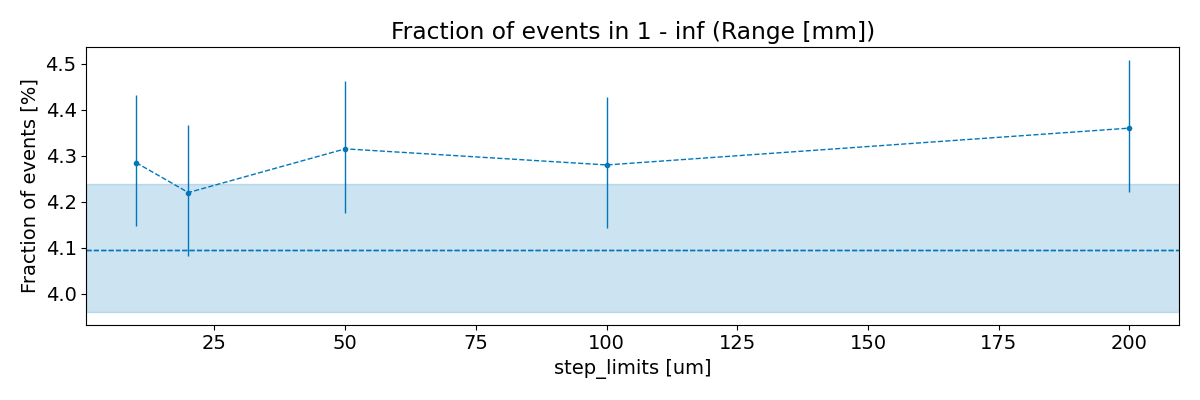 Fraction of events in 1 - inf (Range [mm])
Fraction of events [%]
4.5
4.4
4.3
4.2
4.1
4.0
25 50 75 100 125 150 175 200
step_limits [um]